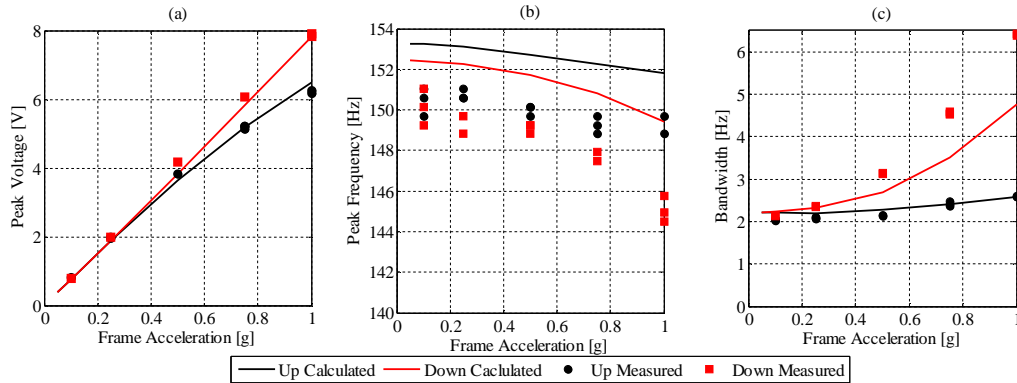 (a)
8
6
4
2
0
Peak Voltage [V]
0 0.2 0.4 0.6 0.8 1
Frame Acceleration [g]
(b)
154
152
150
148
146
144
142
140
Peak Frequency [Hz]
0 0.2 0.4 0.6 0.8 1
Frame Acceleration [g]
(c)
6
5
4
3
2
1
0
Bandwidth [Hz]
0 0.2 0.4 0.6 0.8 1
Frame Acceleration [g]
Up Calculated Down Caclulated Up Measured Down Measured